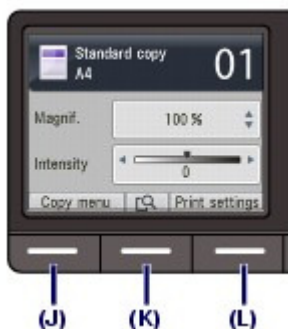 Standard copy
A4
01
Magnif.
100 %
Intensity
0
Copy menu
Print settings
(J)
(K)
(L)